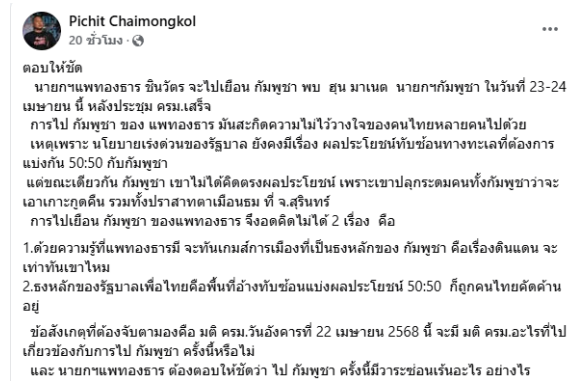 Pichit Chaimongkol
20 ชั่วโมง ·
ตอบให้ชัด
นายกฯแพทองธาร ชินวัตร จะไปเยือน กัมพูชา พบ ฮุน มาเนต นายกฯกัมพูชา ในวันที่ 23-24
เมษายน นี้ หลังประชุม ครม.เสร็จ
การไป กัมพูชา ของ แพทองธาร มันสะกิดความไม่ไว้วางใจของคนไทยหลายคนไปด้วย
เหตุเพราะ นโยบายเร่งด่วนของรัฐบาล ยังคงมีเรื่อง ผลประโยชน์ทับซ้อนทางทะเลที่ต้องการ
แบ่งกัน 50:50 กับกัมพูชา
แต่ขณะเดียวกัน กัมพูชา เขาไม่ได้คิดตรงผลประโยชน์ เพราะเขาปลุกระดมคนทั้งกัมพูชาว่าจะ
เอาเกาะกูดคืน รวมทั้งปราสาทตาเมือนธม ที่ จ.สุรินทร์
การไปเยือน กัมพูชา ของแพทองธาร จึงอดคิดไม่ได้ 2 เรื่อง คือ
1.ด้วยความรู้ที่แพทองธารมี จะทันเกมส์การเมืองที่เป็นธงหลักของ กัมพูชา คือเรื่องดินแดน จะ
เท่าทันเขาไหม
2.ธงหลักของรัฐบาลเพื่อไทยคือพื้นที่อ้างทับซ้อนแบ่งผลประโยชน์ 50:50 ก็ถูกคนไทยคัดค้าน
อยู่
ข้อสังเกตุที่ต้องจับตามองคือ มติ ครม.วันอังคารที่ 22 เมษายน 2568 นี้ จะมี มติ ครม.อะไรที่ไป
เกี่ยวข้องกับการไป กัมพูชา ครั้งนี้หรือไม่
และ นายกฯแพทองธาร ต้องตอบให้ชัดว่า ไป กัมพูชา ครั้งนี้มีวาระซ่อนเร้นอะไร อย่างไร